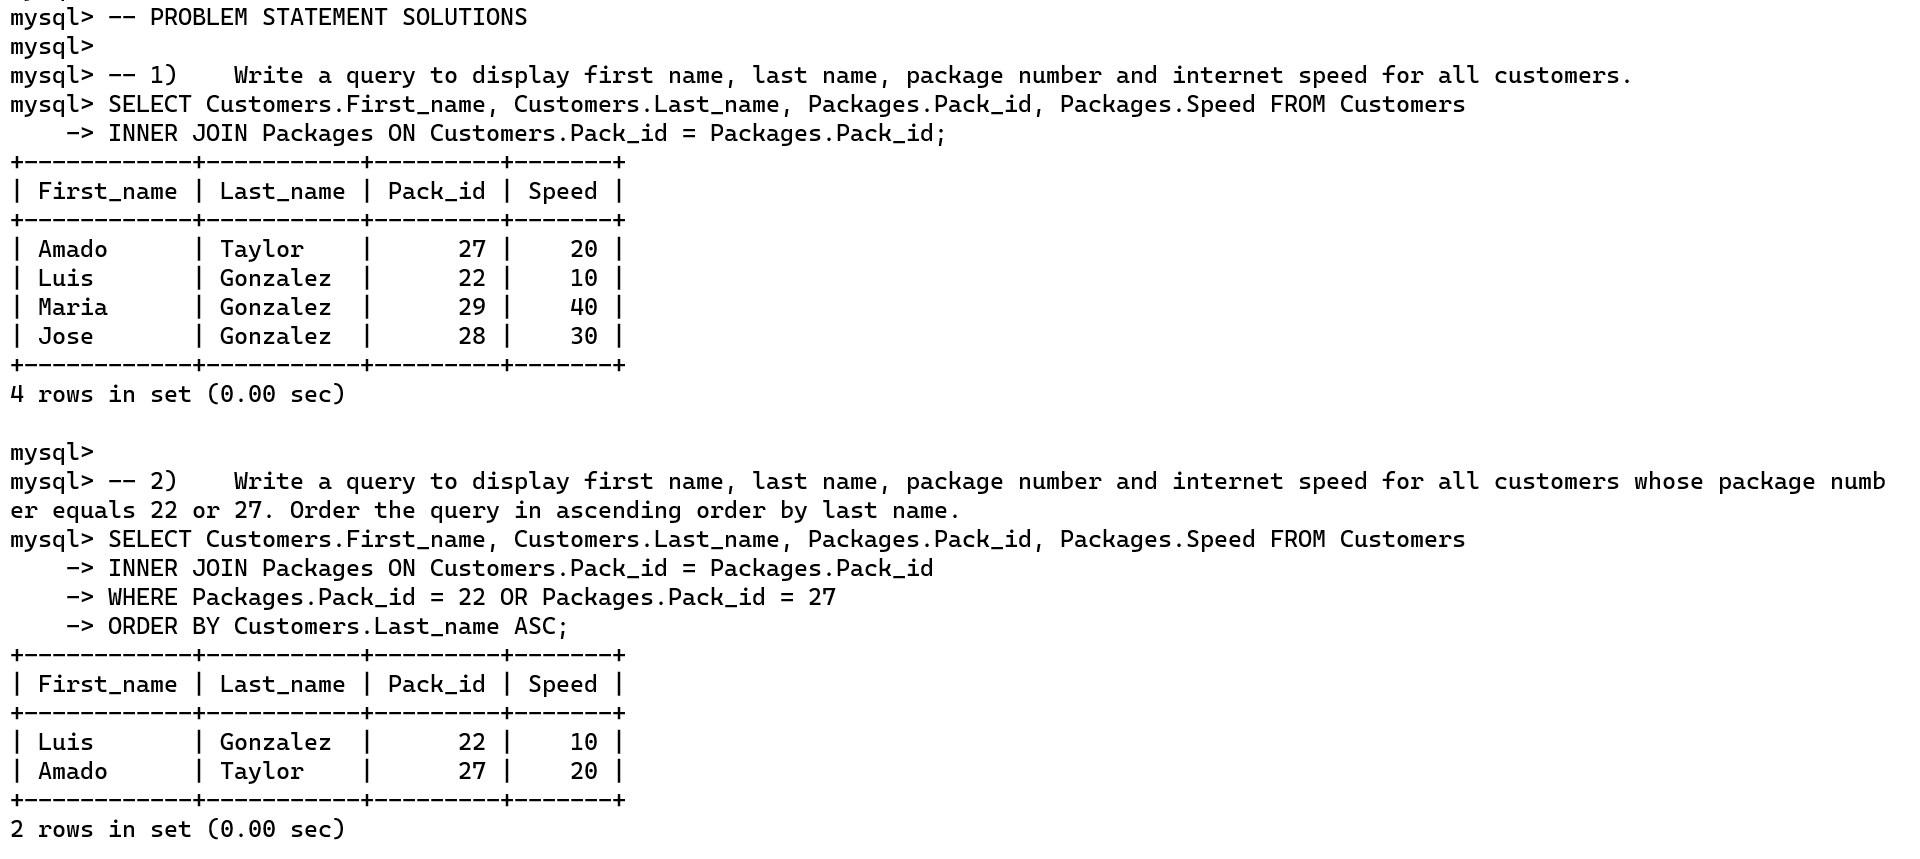 mysql> -- PROBLEM STATEMENT SOLUTIONS
mysql>
mysql> -- 1)    Write a query to display first name, last name, package number and internet speed for all customers.
mysql> SELECT Customers.First_name, Customers.Last_name, Packages.Pack_id, Packages.Speed FROM Customers
    -> INNER JOIN Packages ON Customers.Pack_id = Packages.Pack_id;
+------------+-----------+---------+-------+
| First_name | Last_name | Pack_id | Speed |
+------------+-----------+---------+-------+
| Amado      | Taylor    |      27 |    20 |
| Luis       | Gonzalez  |      22 |    10 |
| Maria      | Gonzalez  |      29 |    40 |
| Jose       | Gonzalez  |      28 |    30 |
+------------+-----------+---------+-------+
4 rows in set (0.00 sec)

mysql>
mysql> -- 2)    Write a query to display first name, last name, package number and internet speed for all customers whose package numb
er equals 22 or 27. Order the query in ascending order by last name.
mysql> SELECT Customers.First_name, Customers.Last_name, Packages.Pack_id, Packages.Speed FROM Customers
    -> INNER JOIN Packages ON Customers.Pack_id = Packages.Pack_id
    -> WHERE Packages.Pack_id = 22 OR Packages.Pack_id = 27
    -> ORDER BY Customers.Last_name ASC;
+------------+-----------+---------+-------+
| First_name | Last_name | Pack_id | Speed |
+------------+-----------+---------+-------+
| Luis       | Gonzalez  |      22 |    10 |
| Amado      | Taylor    |      27 |    20 |
+------------+-----------+---------+-------+
2 rows in set (0.00 sec)